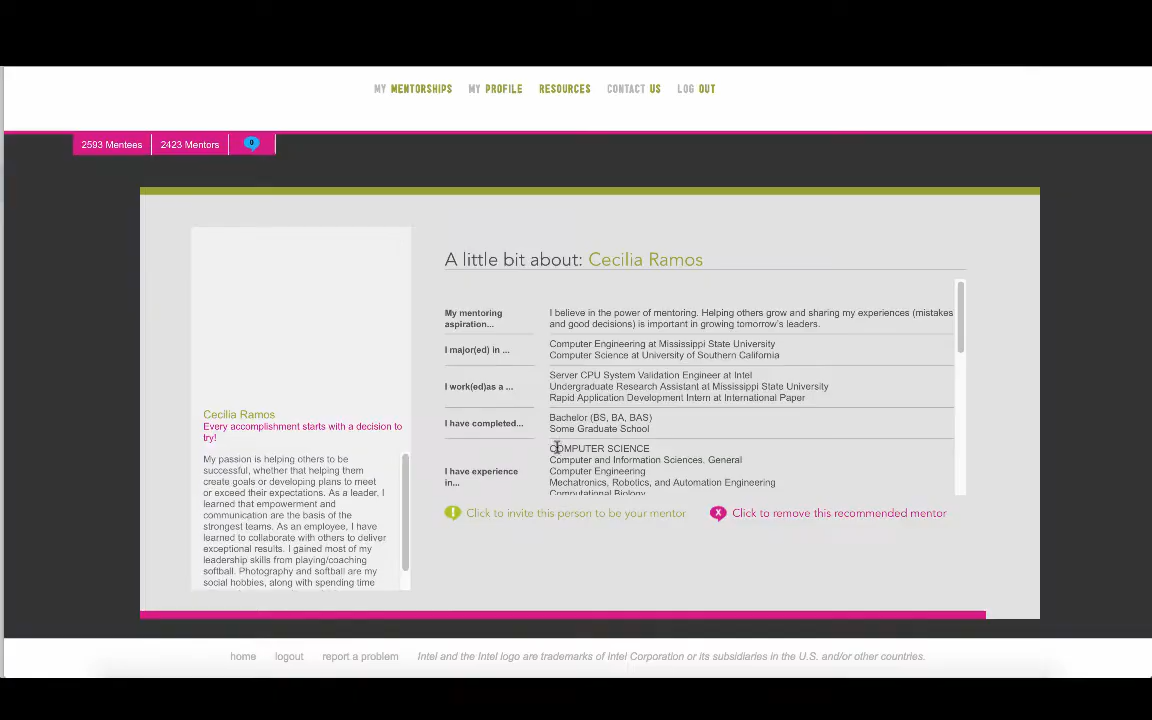 MY MENTORSHIPS MY PROFILE RESOURCES CONTACT US LOG OUT
2593 Mentees 2423 Mentors 0
A little bit about: Cecilia Ramos
My mentoring aspiration...
I believe in the power of mentoring. Helping others grow and sharing my experiences (mistakes
and good decisions) is important in growing tomorrow's leaders.
I major(ed) in ...
Computer Engineering at Mississippi State University
Computer Science at University of Southern California
I work(ed)as a ...
Server CPU System Validation Engineer at Intel
Undergraduate Research Assistant at Mississippi State University
Rapid Application Development Intern at International Paper
I have completed...
Bachelor (BS, BA, BAS)
Some Graduate School
I have experience in...
COMPUTER SCIENCE
Computer and Information Sciences, General
Computer Engineering
Mechatronics, Robotics, and Automation Engineering
Computational Biology
Click to invite this person to be your mentor
Click to remove this recommended mentor
Cecilia Ramos
Every accomplishment starts with a decision to
try!
My passion is helping others to be
successful, whether that helping them
create goals or developing plans to meet
or exceed their expectations. As a leader, I
learned that empowerment and
communication are the basis of the
strongest teams. As an employee, I have
learned to collaborate with others to deliver
exceptional results. I gained most of my
leadership skills from playing/coaching
softball. Photography and softball are my
social hobbies, along with spending time
home logout report a problem Intel and the Intel logo are trademarks of Intel Corporation or its subsidiaries in the U.S. and/or other countries.